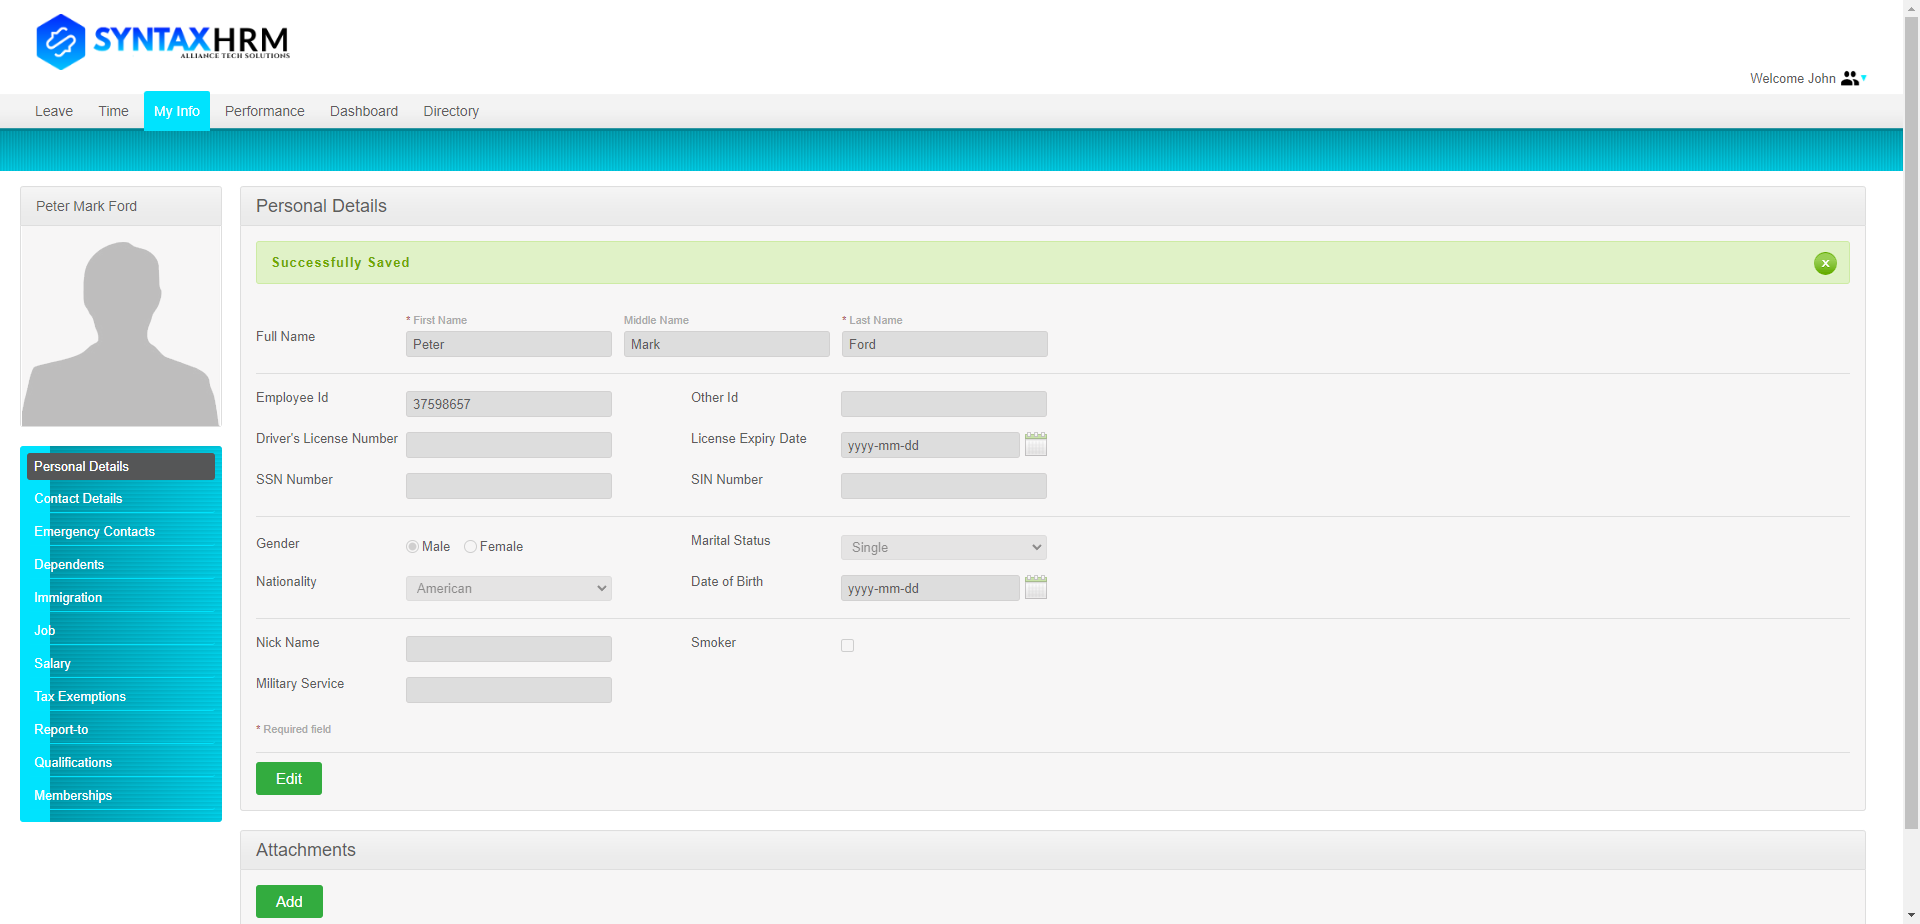 SYNTAXHRM
ALLIANCE TECH SOLUTIONS
Welcome John
Leave Time My Info Performance Dashboard Directory
Peter Mark Ford
Personal Details
Contact Details
Emergency Contacts
Dependents
Immigration
Job
Salary
Tax Exemptions
Report-to
Qualifications
Memberships
Personal Details
Successfully Saved
x
* First Name Middle Name * Last Name
Full Name Peter Mark Ford
Employee Id 37598657 Other Id
Driver's License Number License Expiry Date yyyy-mm-dd
SSN Number SIN Number
Gender Male Female Marital Status Single
Nationality American Date of Birth yyyy-mm-dd
Nick Name Smoker
Military Service
* Required field
Edit
Attachments
Add